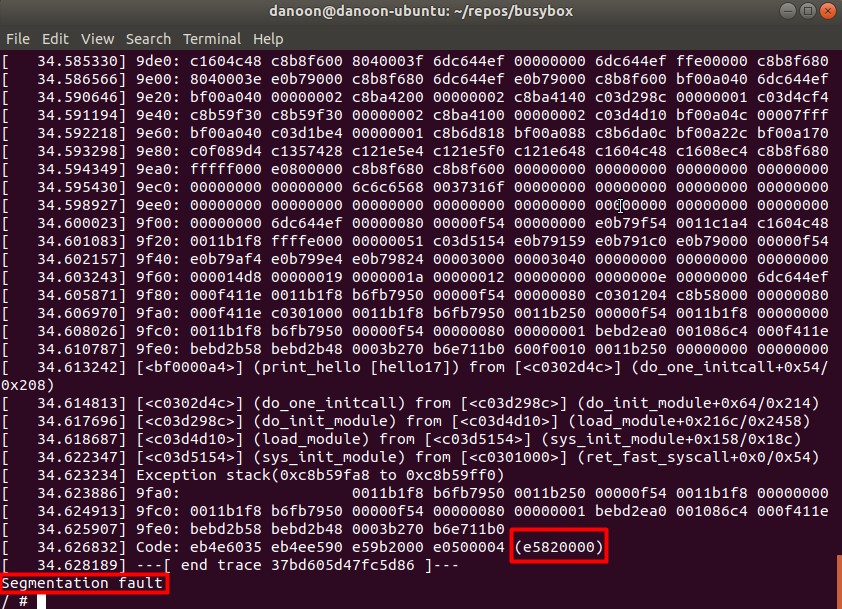 danoon@danoon-ubuntu: ~/repos/busybox
File Edit View Search Terminal Help
[   34.585330] 9de0: c1604c48 c8b8f600 8040003f 6dc644ef 00000000 6dc644ef ffe00000 c8b8f680
[   34.586566] 9e00: 8040003e e0b79000 c8b8f680 6dc644ef e0b79000 c8b8f600 bf00a040 6dc644ef
[   34.590646] 9e20: bf00a040 00000002 c8ba4200 00000002 c8ba4140 c03d298c 00000001 c03d4cf4
[   34.591194] 9e40: c8b59f30 c8b59f30 00000002 c8ba4100 00000002 c03d4d10 bf00a04c 00007fff
[   34.592218] 9e60: bf00a040 c03d1be4 00000001 c8b6d818 bf00a088 c8b6da0c bf00a22c bf00a170
[   34.593298] 9e80: c0f089d4 c1357428 c121e5e4 c121e5f0 c121e648 c1604c48 c1608ec4 c8b8f680
[   34.594349] 9ea0: fffff000 e0800000 c8b8f680 c8b8f600 00000000 00000000 00000000 00000000
[   34.595430] 9ec0: 00000000 00000000 6c6c6568 0037316f 00000000 00000000 00000000 00000000
[   34.598927] 9ee0: 00000000 00000000 00000000 00000000 00000000 00000000 00000000 00000000
[   34.600023] 9f00: 00000000 6dc644ef 00000080 00000f54 00000000 e0b79f54 0011c1a4 c1604c48
[   34.601083] 9f20: 0011b1f8 ffffe000 00000051 c03d5154 e0b79159 e0b791c0 e0b79000 00000f54
[   34.602157] 9f40: e0b79af4 e0b799e4 e0b79824 00003000 00003040 00000000 00000000 00000000
[   34.603243] 9f60: 000014d8 00000019 0000001a 00000012 00000000 0000000e 00000000 6dc644ef
[   34.605871] 9f80: 000f411e 0011b1f8 b6fb7950 00000f54 00000080 c0301204 c8b58000 00000080
[   34.606970] 9fa0: 000f411e c0301000 0011b1f8 b6fb7950 0011b250 00000f54 0011b1f8 00000000
[   34.608026] 9fc0: 0011b1f8 b6fb7950 00000f54 00000080 00000001 bebd2ea0 001086c4 000f411e
[   34.610787] 9fe0: bebd2b58 bebd2b48 0003b270 b6e711b0 600f0010 0011b250 00000000 00000000
[   34.613242] [<bf0000a4>] (print_hello [hello17]) from [<c0302d4c>] (do_one_initcall+0x54/
0x208)
[   34.614813] [<c0302d4c>] (do_one_initcall) from [<c03d298c>] (do_init_module+0x64/0x214)
[   34.617696] [<c03d298c>] (do_init_module) from [<c03d4d10>] (load_module+0x216c/0x2458)
[   34.618687] [<c03d4d10>] (load_module) from [<c03d5154>] (sys_init_module+0x158/0x18c)
[   34.622347] [<c03d5154>] (sys_init_module) from [<c0301000>] (ret_fast_syscall+0x0/0x54)
[   34.623234] Exception stack(0xc8b59fa8 to 0xc8b59ff0)
[   34.623886] 9fa0:                   0011b1f8 b6fb7950 0011b250 00000f54 0011b1f8 00000000
[   34.624913] 9fc0: 0011b1f8 b6fb7950 00000f54 00000080 00000001 bebd2ea0 001086c4 000f411e
[   34.625907] 9fe0: bebd2b58 bebd2b48 0003b270 b6e711b0
[   34.626832] Code: eb4e6035 eb4ee590 e59b2000 e0500004 (e5820000)
[   34.628189] ---[ end trace 37bd605d47fc5d86 ]---
Segmentation fault
/ #